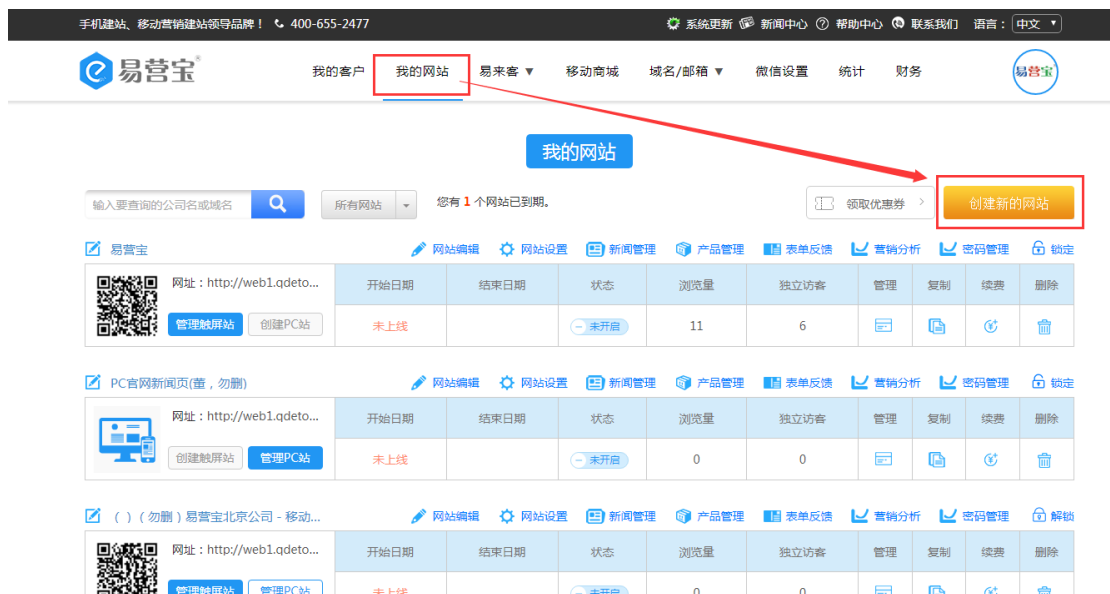 手机建站、移动营销建站领导品牌！ 400-655-2477 系统更新 新闻中心 帮助中心 联系我们 语言：中文
易营宝® 我的客户 我的网站 易来客 移动商城 域名/邮箱 微信设置 统计 财务 易营宝
我的网站
输入要查询的公司名或域名 所有网站 您有 1 个网站已到期。 领取优惠券 创建新的网站
易营宝 网站编辑 网站设置 新闻管理 产品管理 表单反馈 营销分析 密码管理 锁定
网址：http://web1.qdeto... 开始日期 结束日期 状态 浏览量 独立访客 管理 复制 续费 删除
管理触屏站 创建PC站 未上线 未开启 11 6
PC官网新闻页(董，勿删) 网站编辑 网站设置 新闻管理 产品管理 表单反馈 营销分析 密码管理 锁定
网址：http://web1.qdeto... 开始日期 结束日期 状态 浏览量 独立访客 管理 复制 续费 删除
创建触屏站 管理PC站 未上线 未开启 0 0
（ ）（勿删）易营宝北京公司 - 移动... 网站编辑 网站设置 新闻管理 产品管理 表单反馈 营销分析 密码管理 解锁
网址：http://web1.qdeto... 开始日期 结束日期 状态 浏览量 独立访客 管理 复制 续费 删除
管理触屏站 管理PC站 未上线 未开启 0 0